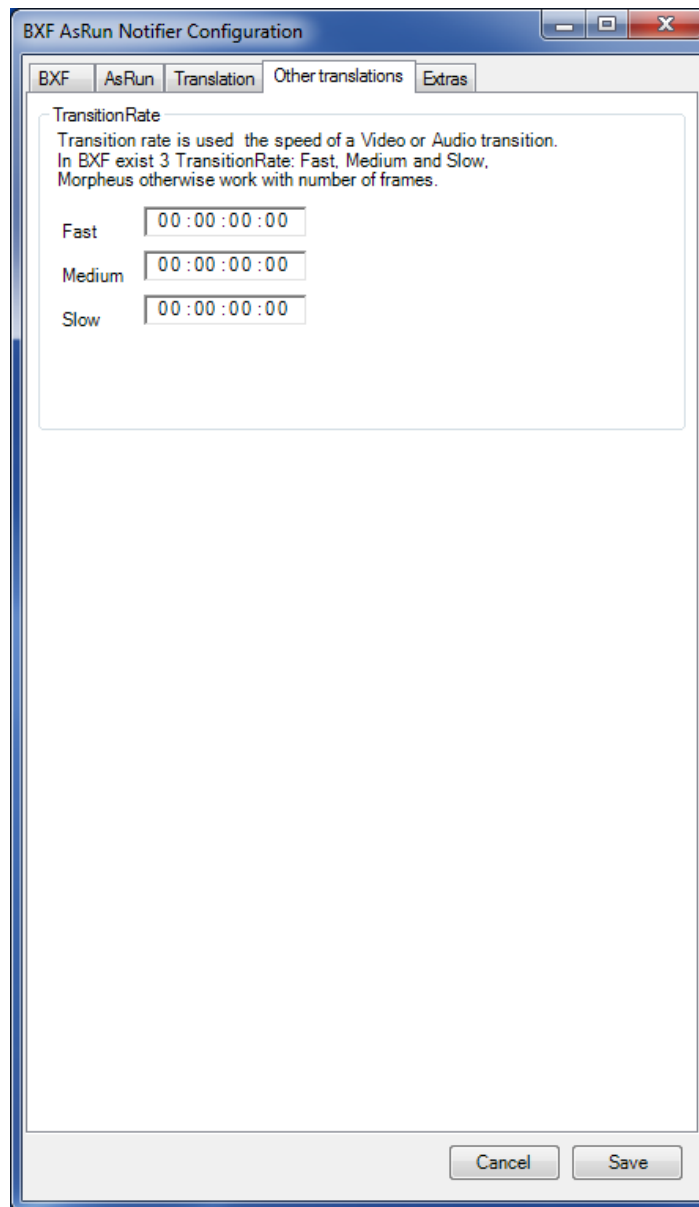 BXF AsRun Notifier Configuration
BXF AsRun Translation Other translations Extras
TransitionRate
Transition rate is used  the speed of a Video or Audio transition.
In BXF exist 3 TransitionRate: Fast, Medium and Slow,
Morpheus otherwise work with number of frames.
Fast 00:00:00:00
Medium 00:00:00:00
Slow 00:00:00:00
Cancel Save